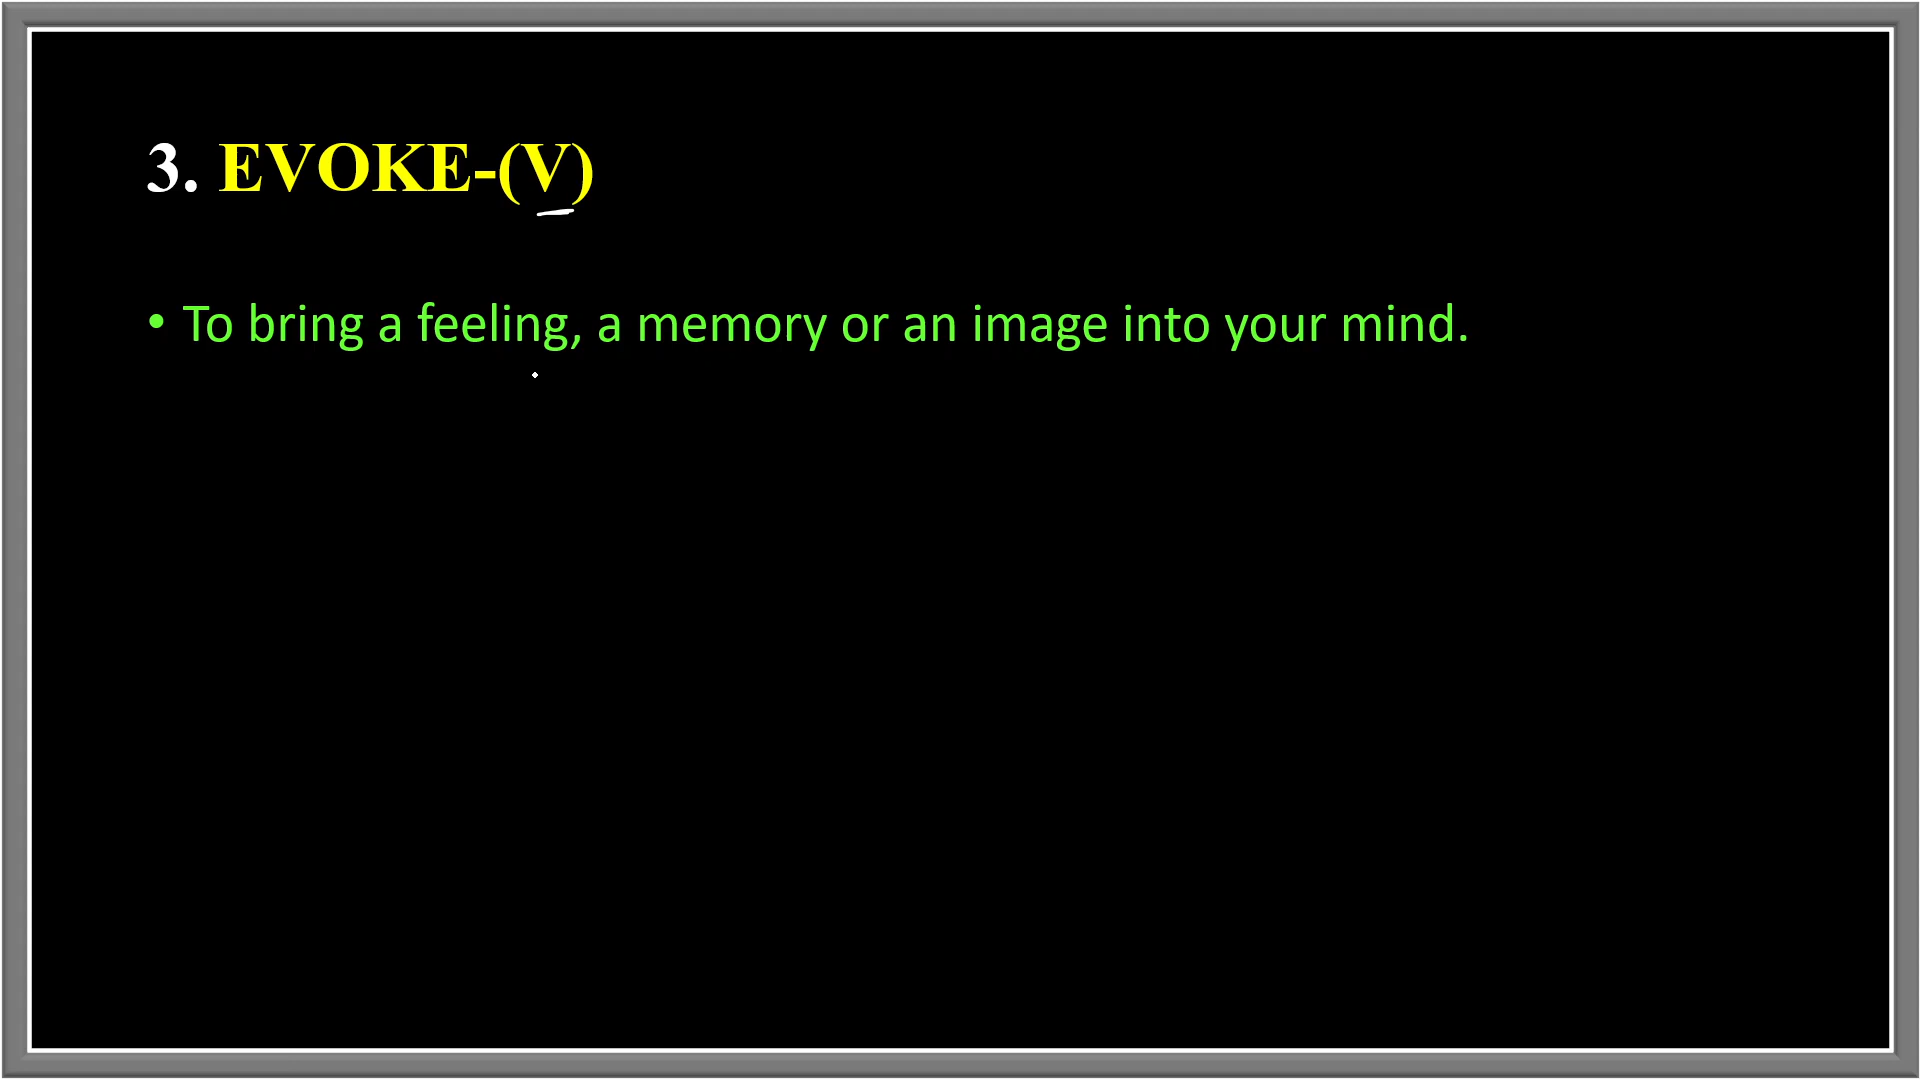 3. EVOKE-(V)
• To bring a feeling, a memory or an image into your mind.